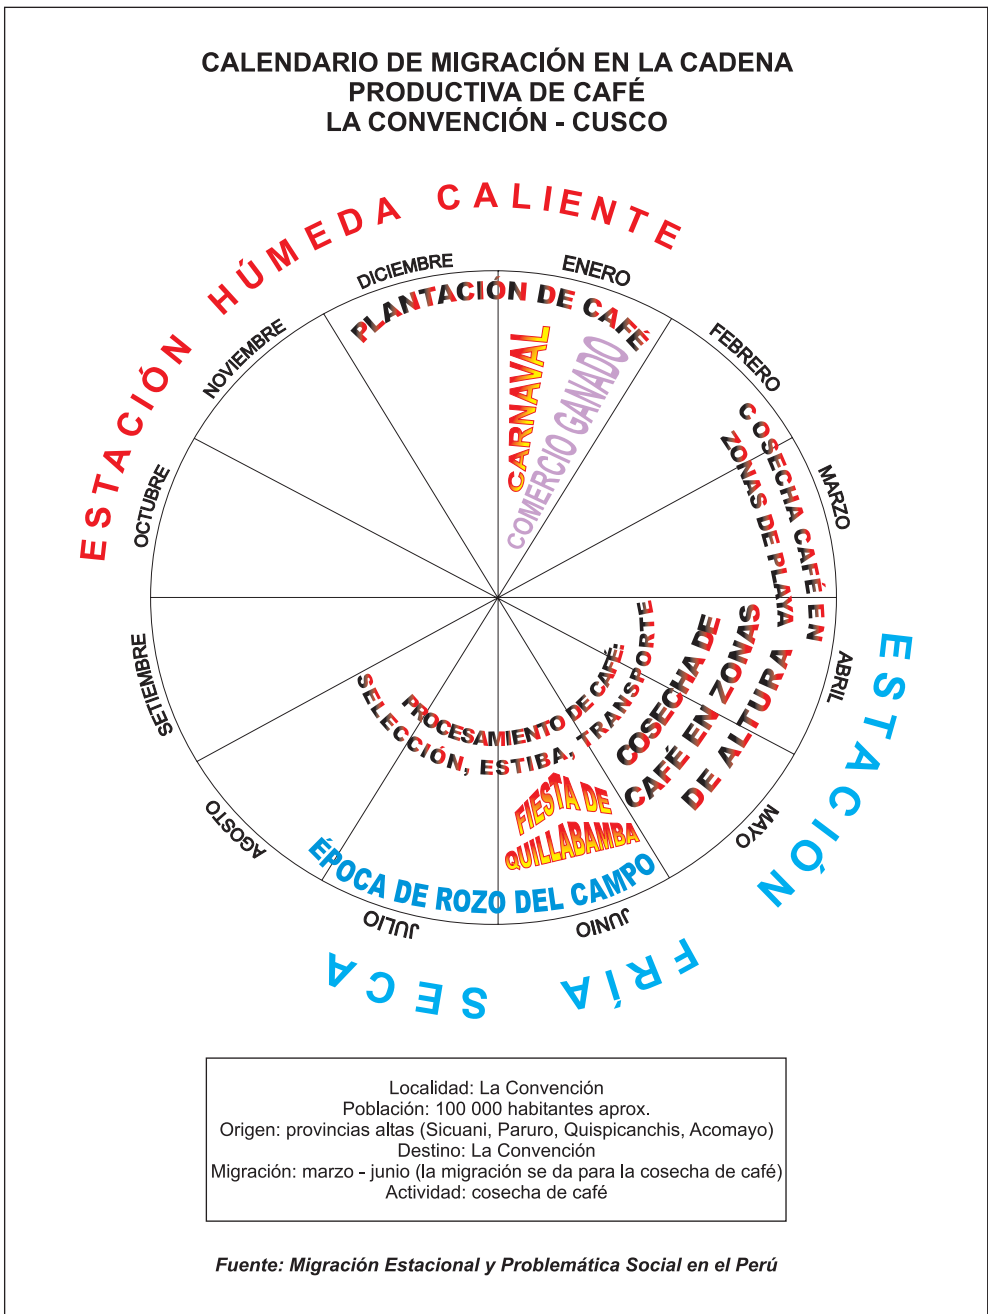 CALENDARIO DE MIGRACIÓN EN LA CADENA
PRODUCTIVA DE CAFÉ
LA CONVENCIÓN - CUSCO
ESTACIÓN HÚMEDA CALIENTE
ENERO
FEBRERO
MARZO
ABRIL
MAYO
JUNIO
JULIO
AGOSTO
SETIEMBRE
OCTUBRE
NOVIEMBRE
DICIEMBRE
PLANTACIÓN DE CAFÉ
CARNAVAL
COMERCIO GANADO
COSECHA CAFÉ EN
ZONAS DE PLAYA
COSECHA DE
CAFÉ EN ZONAS
DE ALTURA
PROCESAMIENTO DE CAFÉ:
SELECCIÓN, ESTIBA, TRANSPORTE
FIESTA DE
QUILLABAMBA
ÉPOCA DE ROZO DEL CAMPO
ESTACIÓN FRÍA SECA
Localidad: La Convención
Población: 100 000 habitantes aprox.
Origen: provincias altas (Sicuani, Paruro, Quispicanchis, Acomayo)
Destino: La Convención
Migración: marzo - junio (la migración se da para la cosecha de café)
Actividad: cosecha de café
Fuente: Migración Estacional y Problemática Social en el Perú